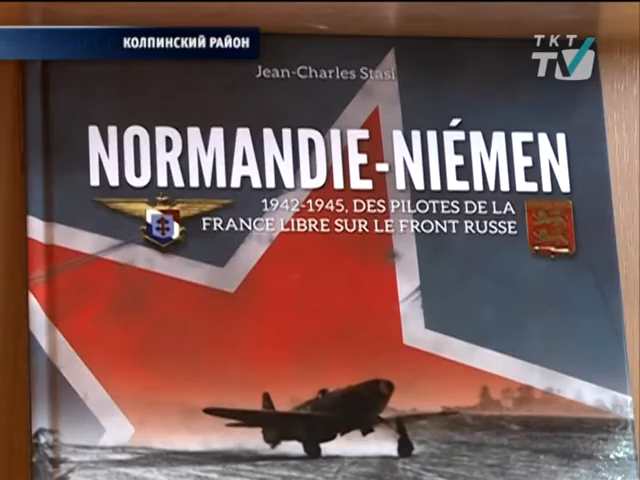 КОЛПИНСКИЙ РАЙОН
ТКТ
TV
Jean-Charles Stasi
NORMANDIE-NIÉMEN
1942-1945, DES PILOTES DE LA
FRANCE LIBRE SUR LE FRONT RUSSE